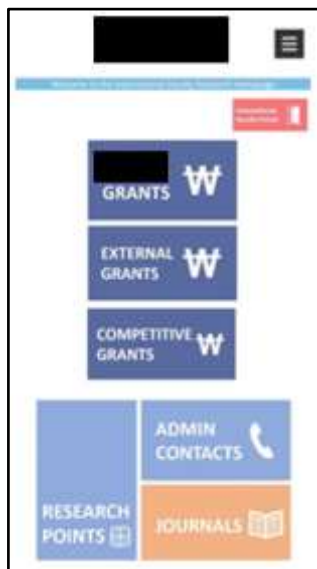 GRANTS ₩
EXTERNAL
GRANTS ₩
COMPETITIVE
GRANTS ₩
ADMIN
CONTACTS
RESEARCH
POINTS
JOURNALS